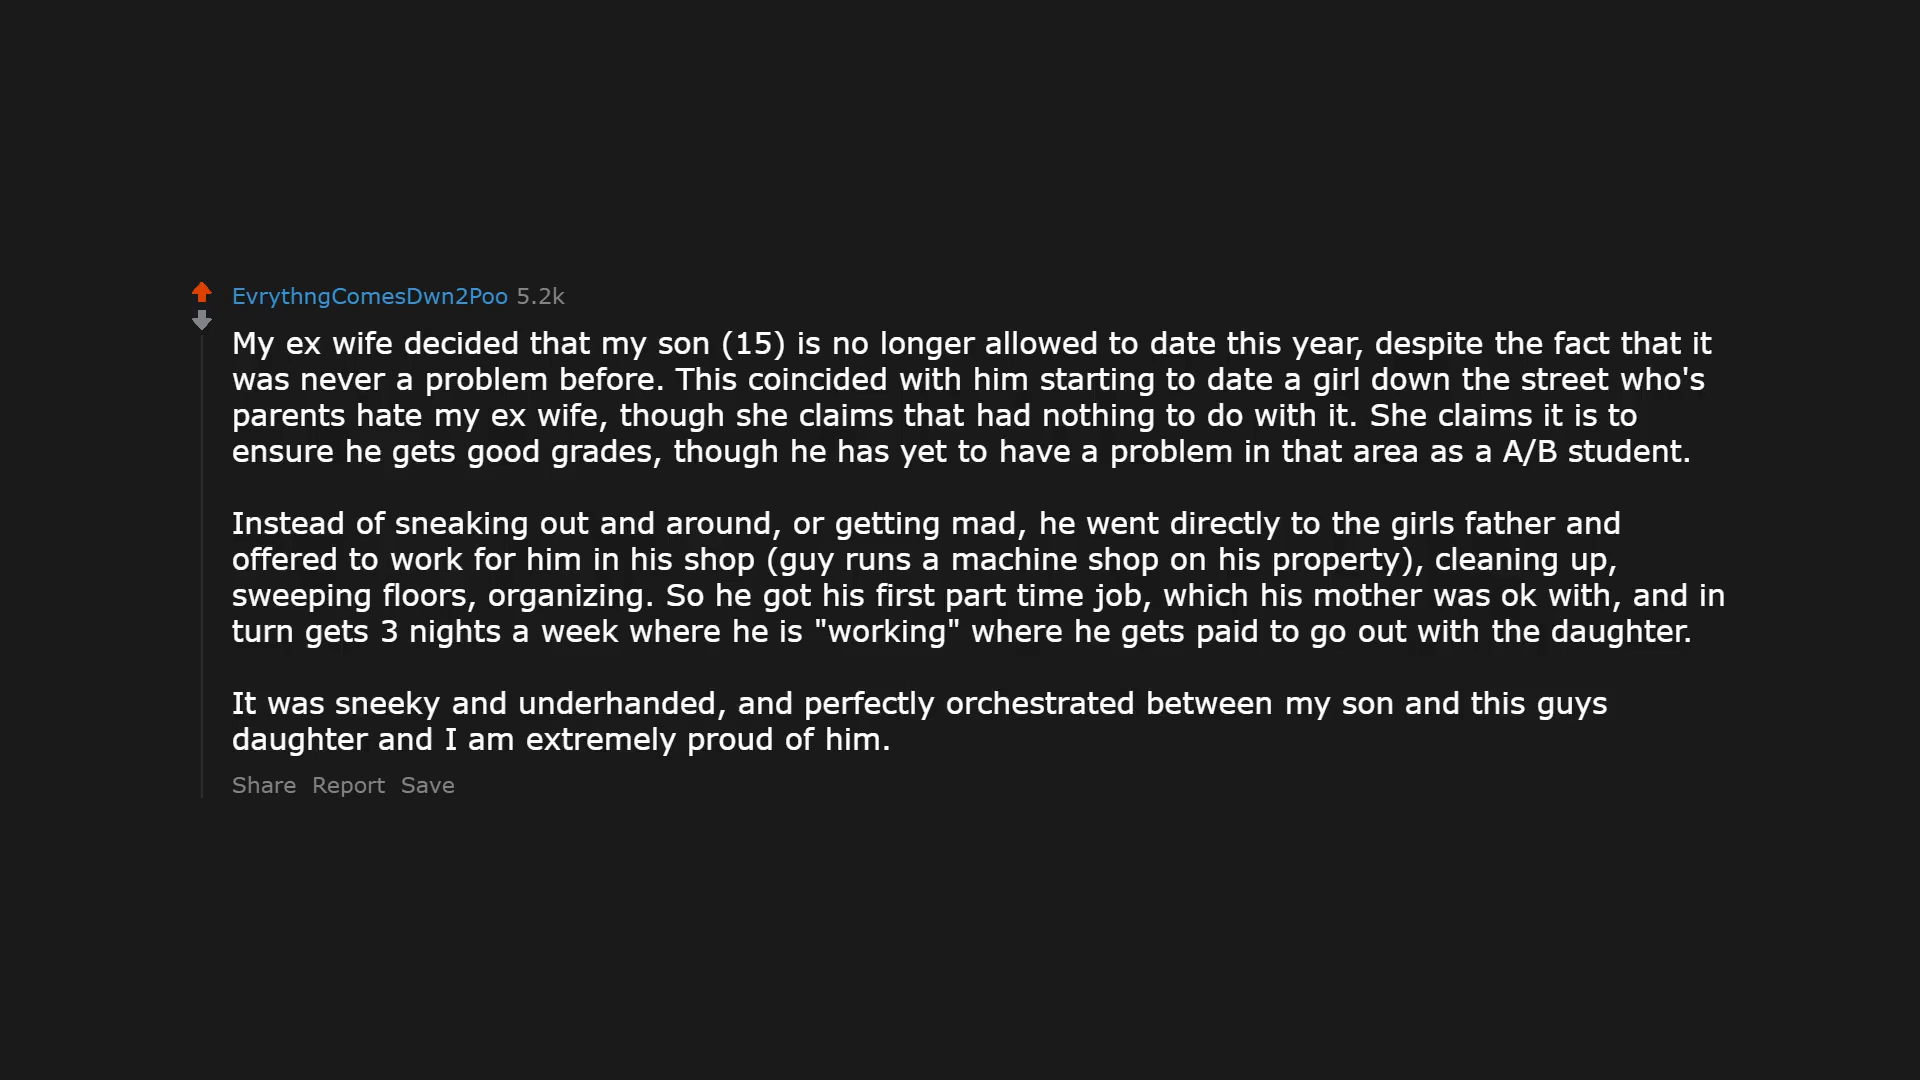 EvrythngComesDwn2Poo 5.2k
My ex wife decided that my son (15) is no longer allowed to date this year, despite the fact that it
was never a problem before. This coincided with him starting to date a girl down the street who's
parents hate my ex wife, though she claims that had nothing to do with it. She claims it is to
ensure he gets good grades, though he has yet to have a problem in that area as a A/B student.
Instead of sneaking out and around, or getting mad, he went directly to the girls father and
offered to work for him in his shop (guy runs a machine shop on his property), cleaning up,
sweeping floors, organizing. So he got his first part time job, which his mother was ok with, and in
turn gets 3 nights a week where he is "working" where he gets paid to go out with the daughter.
It was sneeky and underhanded, and perfectly orchestrated between my son and this guys
daughter and I am extremely proud of him.
Share Report Save